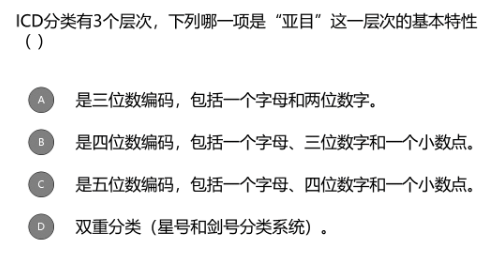 ICD分类有3个层次，下列哪一项是“亚目”这一层次的基本特性
（ ）
A 是三位数编码，包括一个字母和两位数字。
B 是四位数编码，包括一个字母、三位数字和一个小数点。
C 是五位数编码，包括一个字母、四位数字和一个小数点。
D 双重分类（星号和剑号分类系统）。